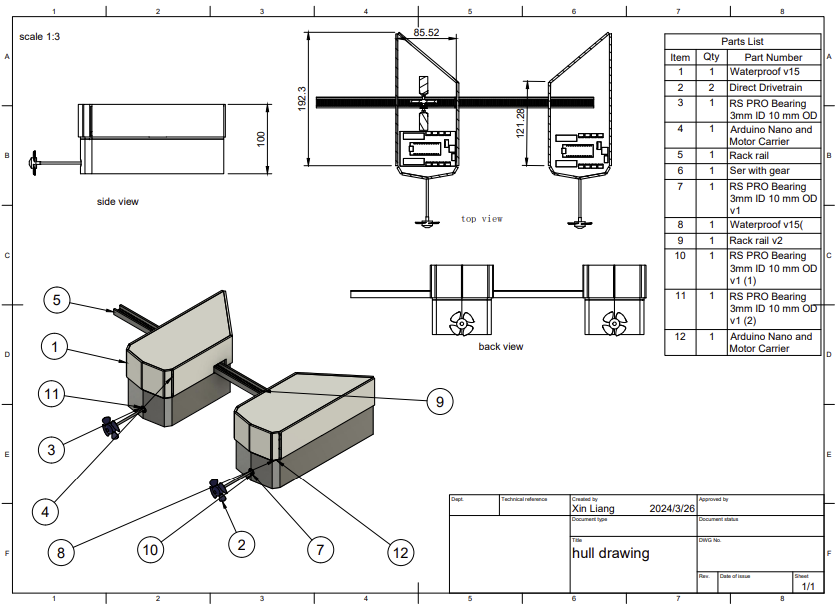 1 2 3 4 5 6 7 8
scale 1:3
A
A
B
B
C
C
D
D
E
E
F
F
85.52
192.3
121.28
100
side view
top view
back view
Parts List
Item Qty Part Number
1 1 Waterproof v15
2 2 Direct Drivetrain
3 1 RS PRO Bearing
3mm ID 10 mm OD
4 1 Arduino Nano and
Motor Carrier
5 1 Rack rail
6 1 Ser with gear
7 1 RS PRO Bearing
3mm ID 10 mm OD
v1
8 1 Waterproof v15(
9 1 Rack rail v2
10 1 RS PRO Bearing
3mm ID 10 mm OD
v1 (1)
11 1 RS PRO Bearing
3mm ID 10 mm OD
v1 (2)
12 1 Arduino Nano and
Motor Carrier
5
1
11
3
4
8
10
2
7
12
9
Dept.
Technical reference
Created by
Xin Liang 2024/3/26
Approved by
Document type
Document status
Title
hull drawing
DWG No.
Rev.
Date of issue
Sheet
1/1
1 2 3 4 5 6 7 8